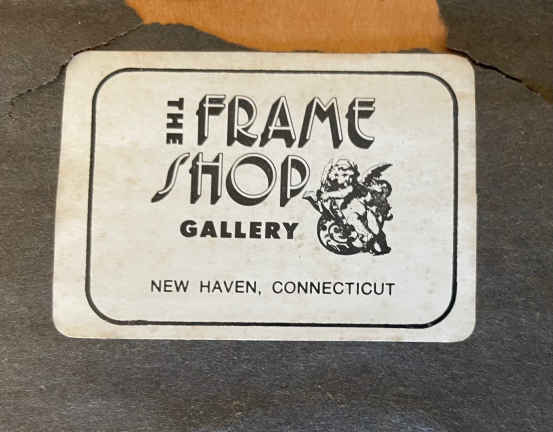 THE FRAME
SHOP
GALLERY
NEW HAVEN, CONNECTICUT